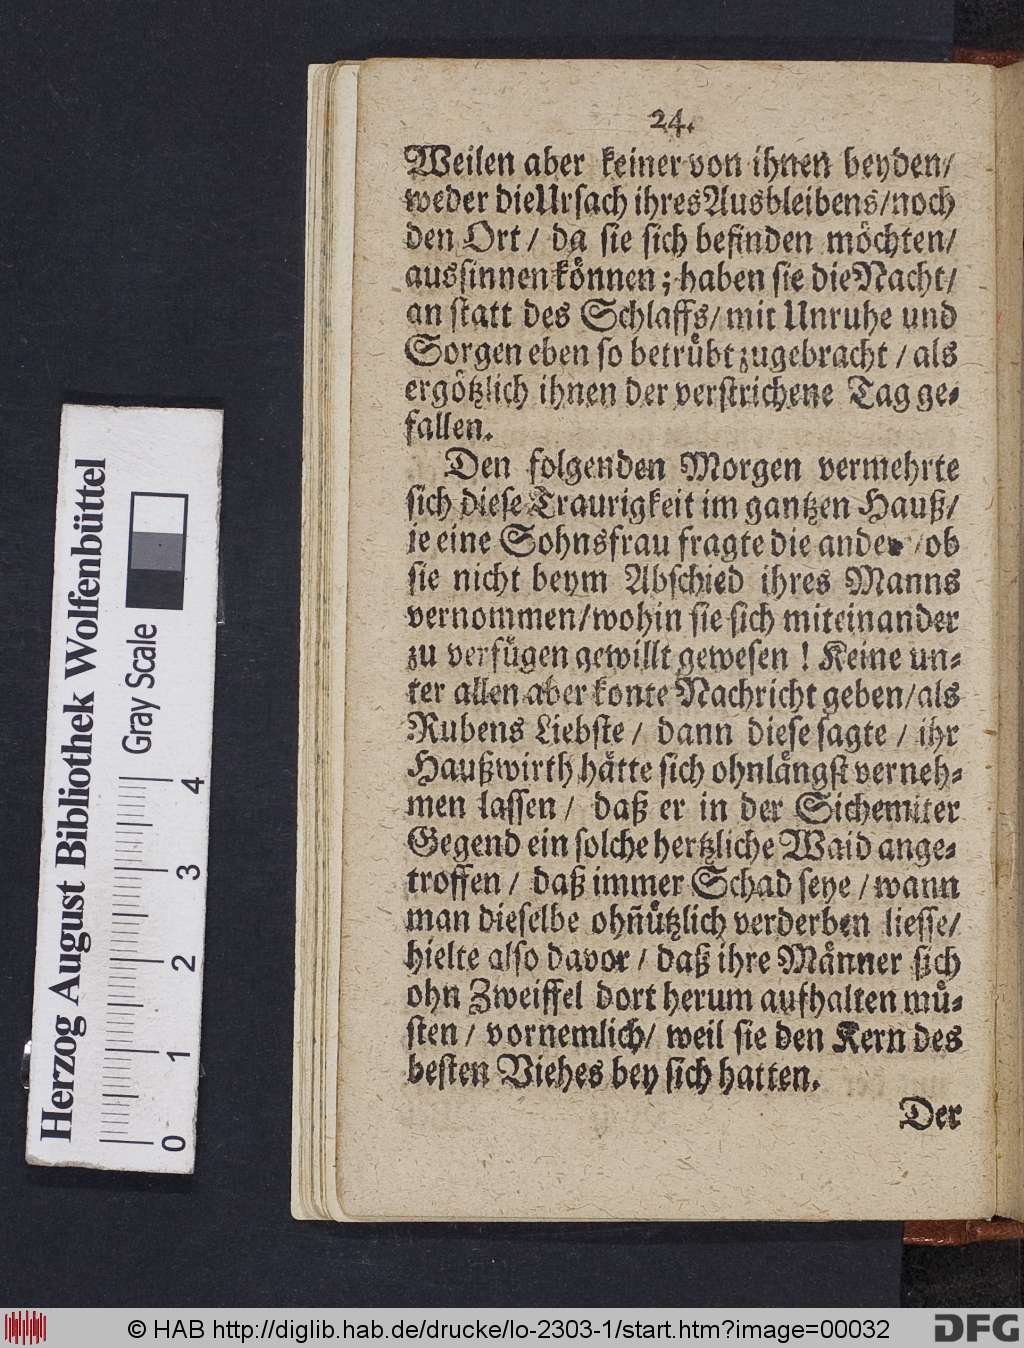 24.
Weilen aber keiner von ihnen beyden/
weder die Ursach ihres Ausbleibens/noch
den Ort/ da sie sich befinden möchten/
aussinnen können; haben sie die Nacht/
an statt des Schlaffs/mit Unruhe und
Sorgen eben so betrübt zugebracht/als
ergötzlich ihnen der verstrichene Tag ge-
fallen.
Den folgenden Morgen vermehrte
sich diese Traurigkeit im gantzen Hauß/
je eine Sohnsfrau fragte die ander/ob
sie nicht beym Abschied ihres Manns
vernommen/wohin sie sich miteinander
zu verfügen gewillt gewesen! Keine un-
ter allen aber konte Nachricht geben/als
Rubens Liebste/ dann diese sagte/ ihr
Haußwirth hätte sich ohnlängst verneh-
men lassen/ daß er in der Sichemiter
Gegend ein solche hertzliche Waid ange-
troffen/ daß immer Schad seye/wann
man dieselbe ohñützlich verderben liesse/
hielte also davor/ daß ihre Männer sich
ohn Zweiffel dort herum aufhalten mü-
sten/ vornemlich/ weil sie den Kern des
besten Viehes bey sich hatten.
Der
Herzog August Bibliothek Wolfenbüttel
Gray Scale
0 1 2 3 4
© HAB http://diglib.hab.de/drucke/lo-2303-1/start.htm?image=00032
DFG